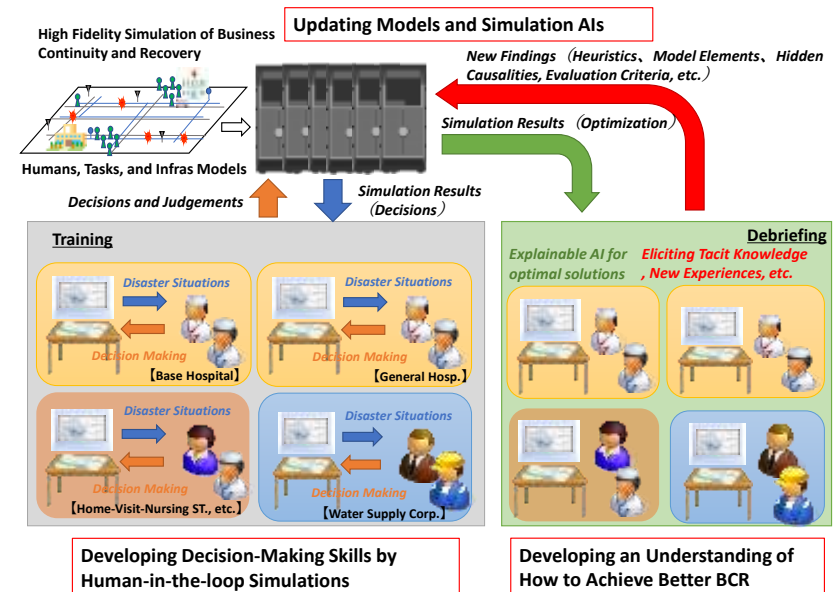 Updating Models and Simulation AIs
High Fidelity Simulation of Business
Continuity and Recovery
New Findings（Heuristics、Model Elements、Hidden
Causalities, Evaluation Criteria, etc.）
Simulation Results（Optimization）
Humans, Tasks, and Infras Models
Decisions and Judgements
Simulation Results
（Decisions）
Training
Disaster Situations
Decision Making
【Base Hospital】
Disaster Situations
Decision Making
【General Hosp.】
Disaster Situations
Decision Making
【Home-Visit-Nursing ST., etc.】
Disaster Situations
Decision Making
【Water Supply Corp.】
Debriefing
Explainable AI for
optimal solutions
Eliciting Tacit Knowledge
, New Experiences, etc.
Developing Decision-Making Skills by
Human-in-the-loop Simulations
Developing an Understanding of
How to Achieve Better BCR